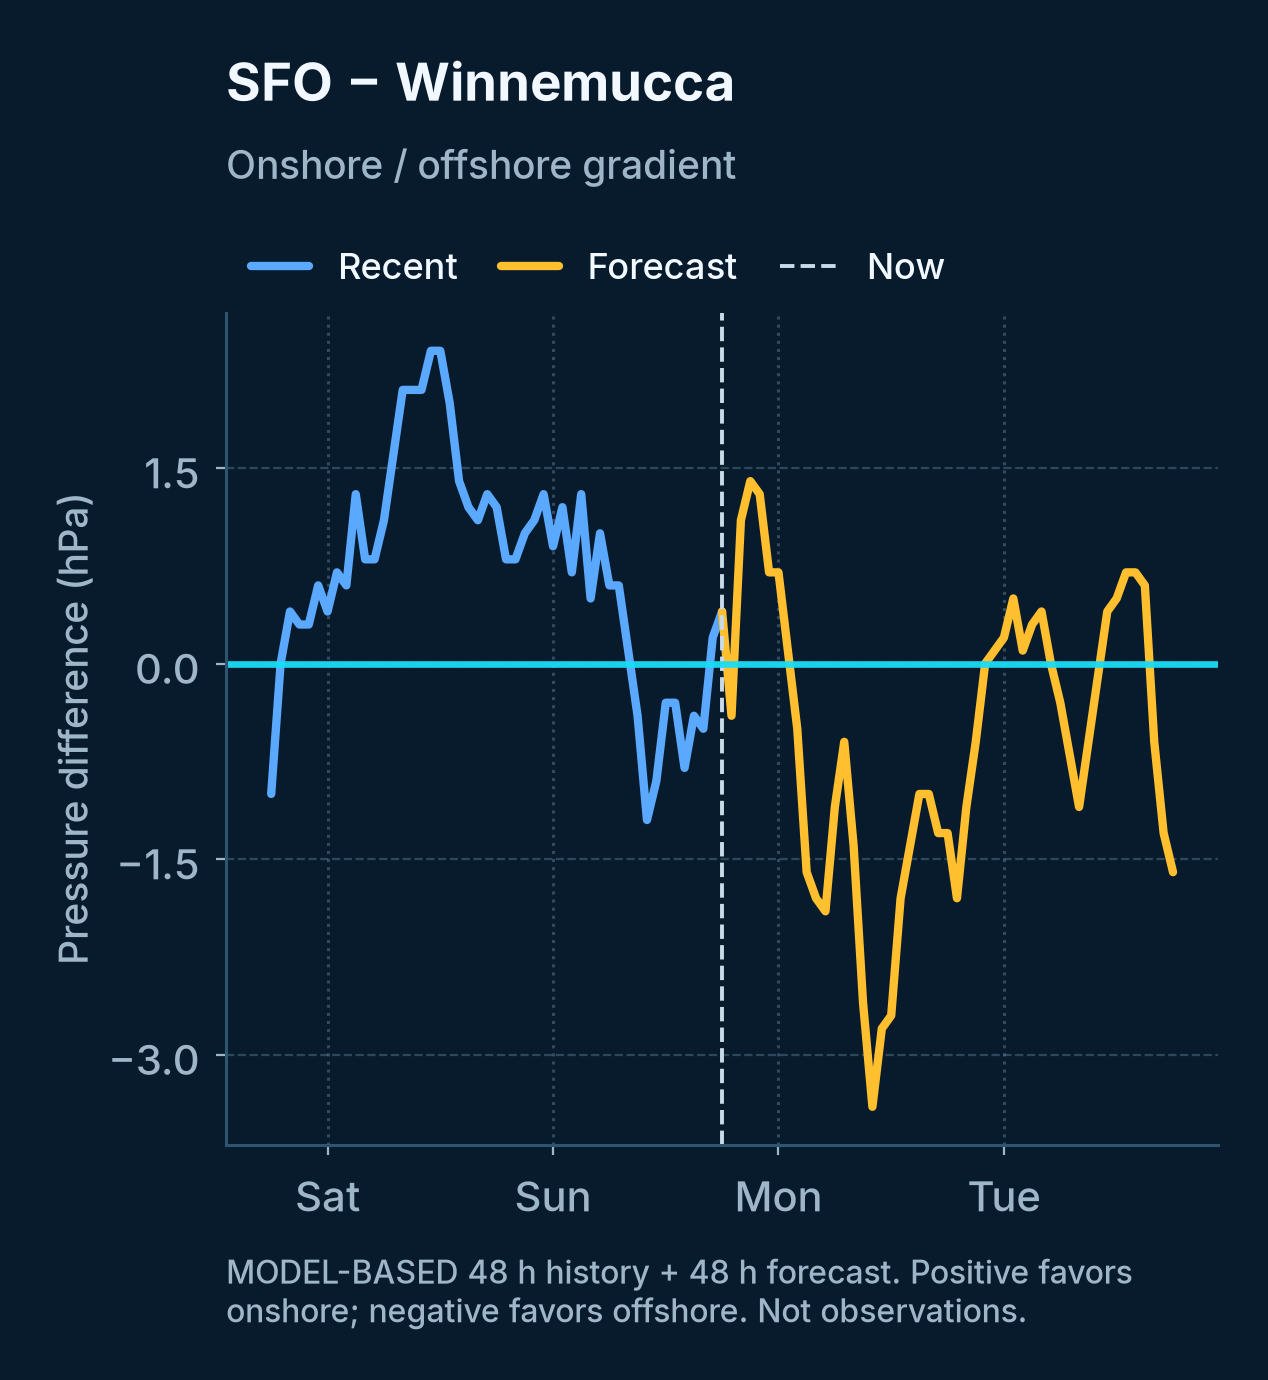 SFO − Winnemucca
Onshore / offshore gradient
Recent
Forecast
Now
Pressure difference (hPa)
1.5
0.0
−1.5
−3.0
Sat
Sun
Mon
Tue
MODEL-BASED 48 h history + 48 h forecast. Positive favors
onshore; negative favors offshore. Not observations.